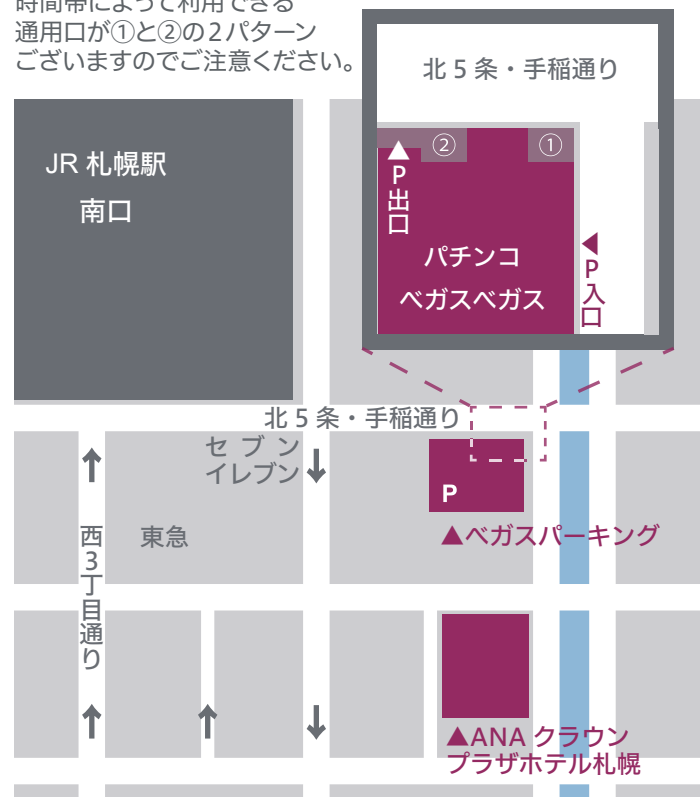 時間帯によって利用できる
通用口が①と②の2パターン
ございますのでご注意ください。
北5条・手稲通り
JR 札幌駅
南口
②
①
P出口
パチンコ
ベガスベガス
P入口
北5条・手稲通り
セブン
イレブン
P
西3丁目通り
東急
▲ベガスパーキング
▲ANA クラウン
プラザホテル札幌